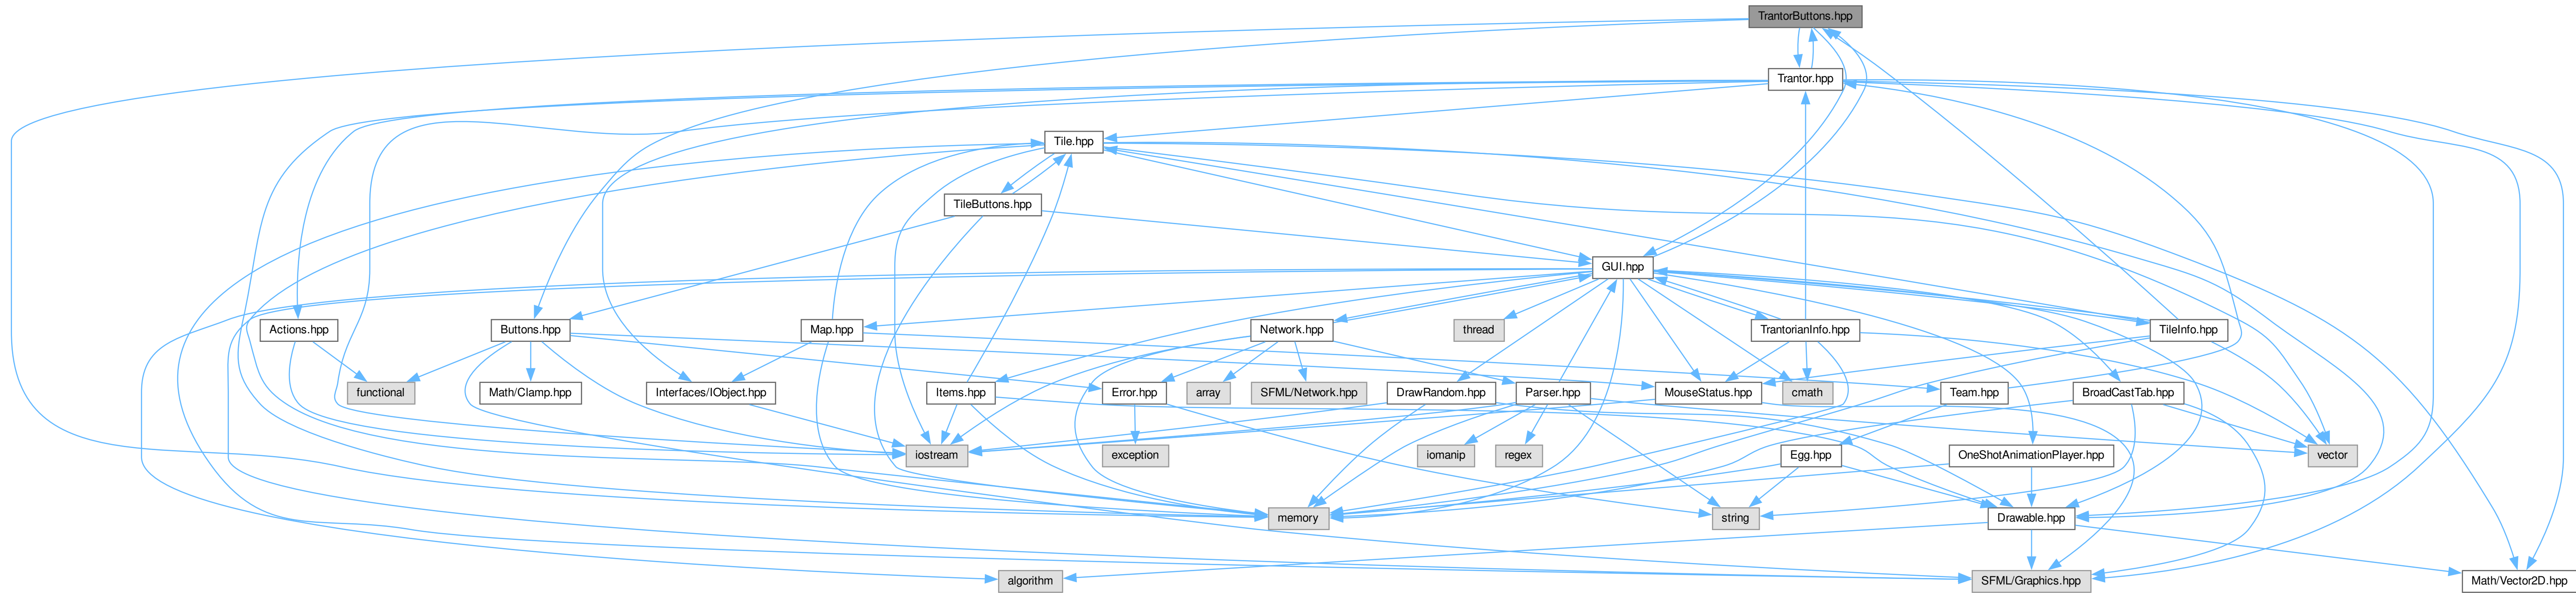 TrantorButtons.hpp
Trantor.hpp
Tile.hpp
TileButtons.hpp
GUI.hpp
Actions.hpp
Buttons.hpp
Map.hpp
Network.hpp
thread
TrantorianInfo.hpp
TileInfo.hpp
functional
Math/Clamp.hpp
Interfaces/IObject.hpp
Items.hpp
Error.hpp
array
SFML/Network.hpp
DrawRandom.hpp
Parser.hpp
MouseStatus.hpp
cmath
Team.hpp
BroadCastTab.hpp
iostream
exception
iomanip
regex
Egg.hpp
OneShotAnimationPlayer.hpp
vector
memory
string
Drawable.hpp
algorithm
SFML/Graphics.hpp
Math/Vector2D.hpp